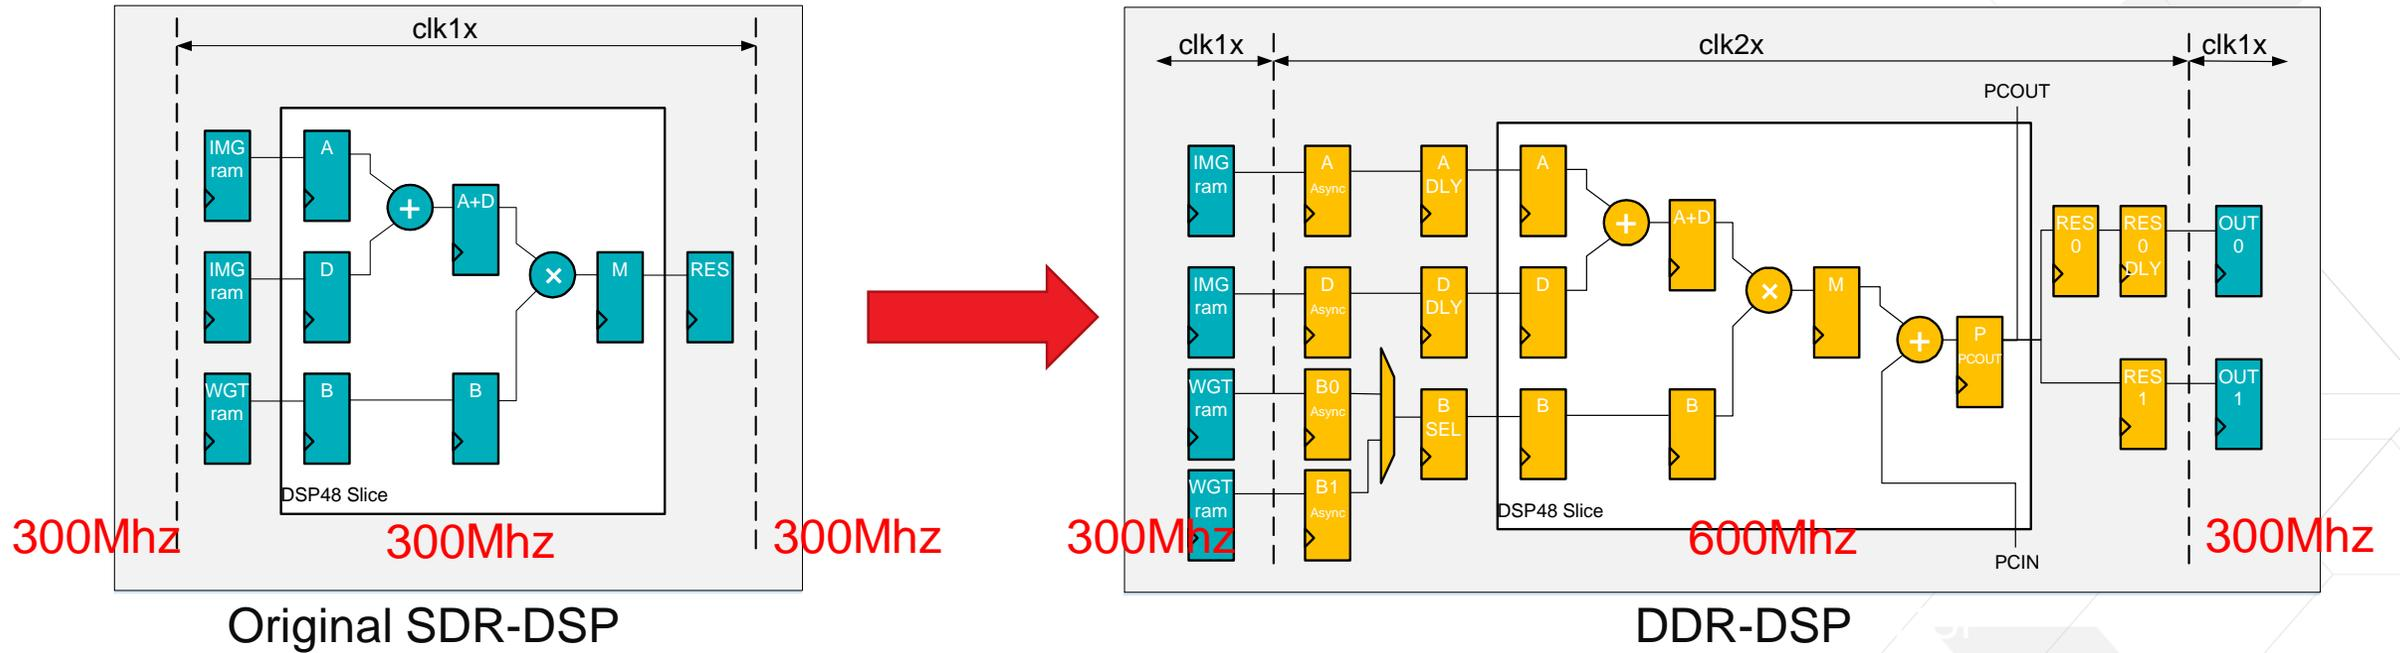 clk1x
IMG
ram
A
+
A+D
IMG
ram
D
×
M
RES
WGT
ram
B
B
DSP48 Slice
300Mhz
300Mhz
300Mhz
Original SDR-DSP
clk1x
clk2x
clk1x
PCOUT
IMG
ram
A
Async
A
DLY
A
+
A+D
IMG
ram
D
Async
D
DLY
D
×
M
WGT
ram
B0
Async
B
SEL
B
B
+
P
PCOUT
WGT
ram
B1
Async
RES
0
RES
0
DLY
OUT
0
RES
1
OUT
1
DSP48 Slice
PCIN
300Mhz
600Mhz
300Mhz
DDR-DSP